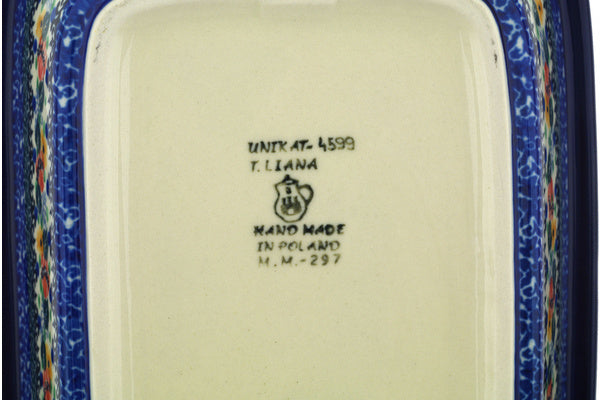 UNIKAT-4599
T. LIANA
HAND MADE
IN POLAND
M.M.-297